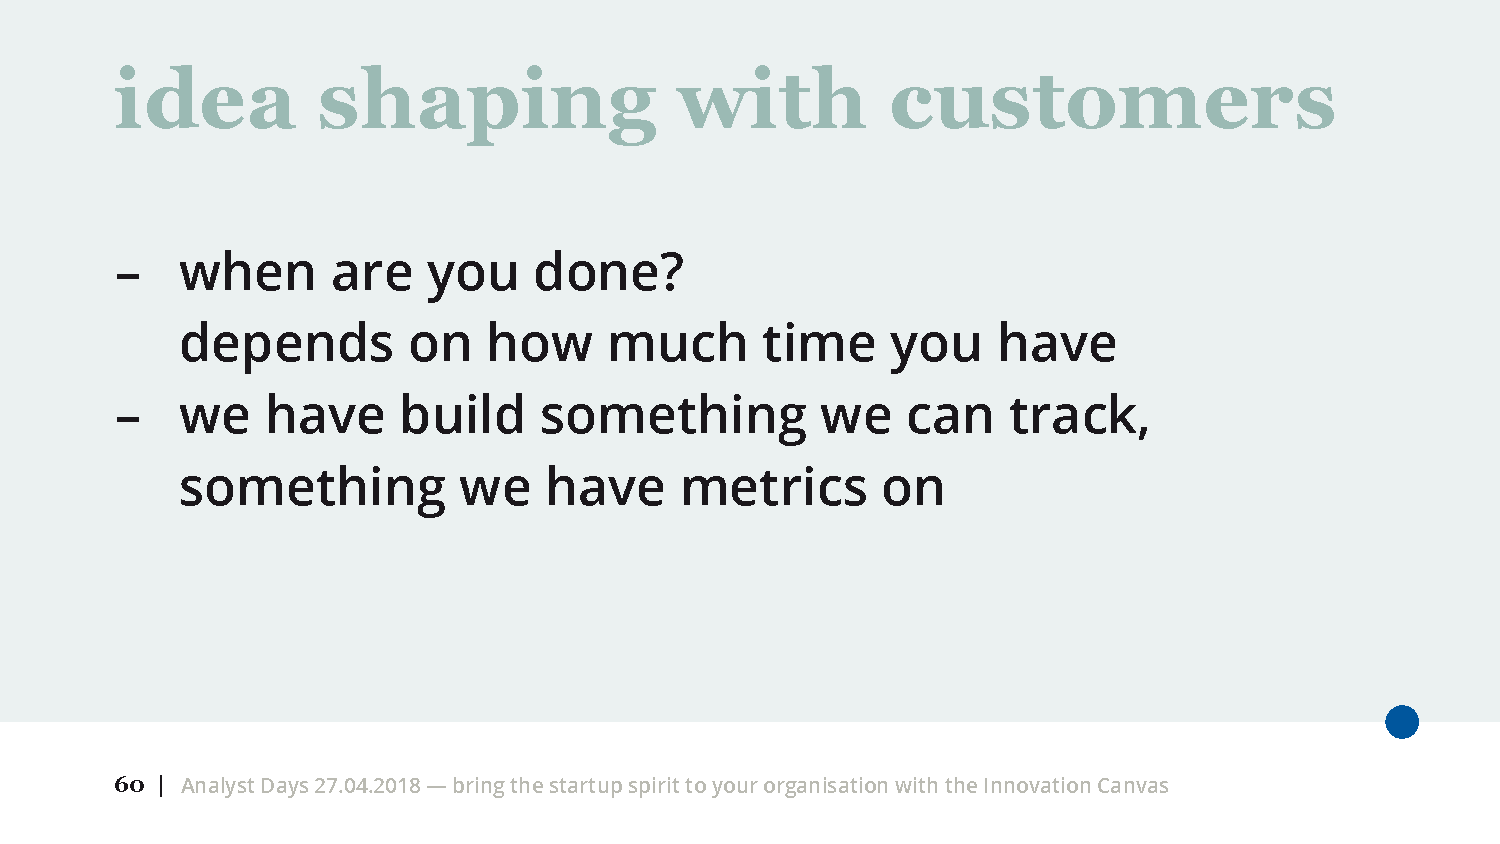 idea shaping with customers
– when are you done?
depends on how much time you have
– we have build something we can track,
something we have metrics on
60 | Analyst Days 27.04.2018 — bring the startup spirit to your organisation with the Innovation Canvas